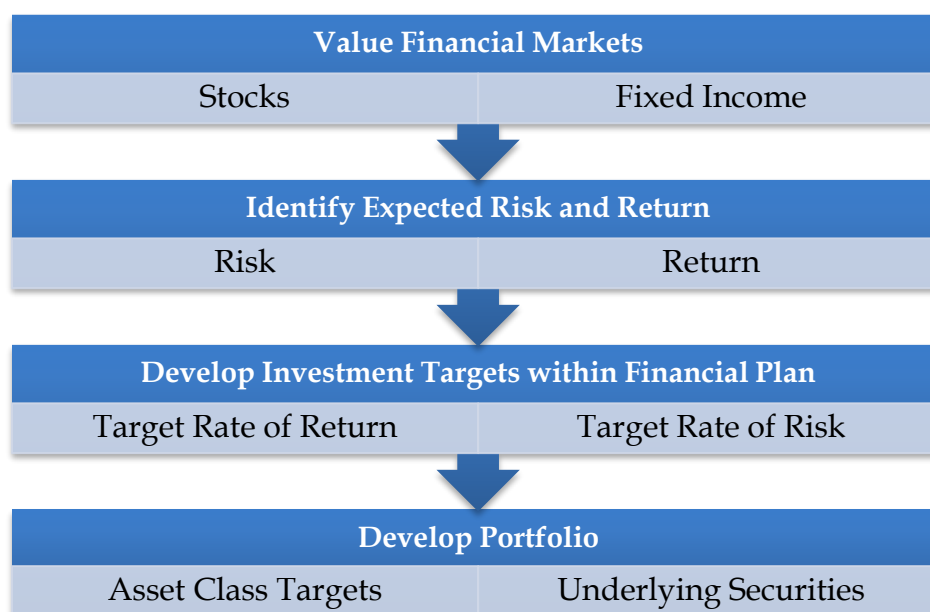 Value Financial Markets
Stocks Fixed Income
Identify Expected Risk and Return
Risk Return
Develop Investment Targets within Financial Plan
Target Rate of Return Target Rate of Risk
Develop Portfolio
Asset Class Targets Underlying Securities